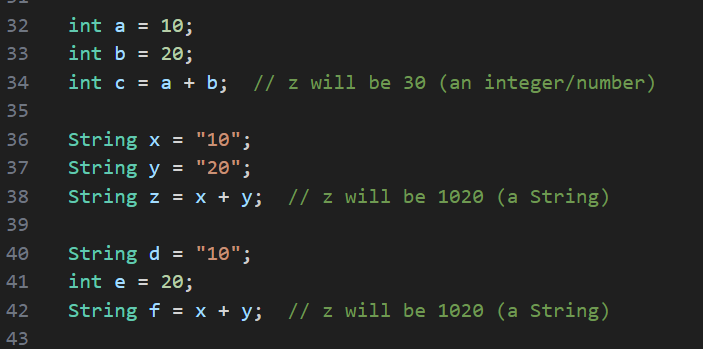 32 int a = 10;
33 int b = 20;
34 int c = a + b; // z will be 30 (an integer/number)
35
36 String x = "10";
37 String y = "20";
38 String z = x + y; // z will be 1020 (a String)
39
40 String d = "10";
41 int e = 20;
42 String f = x + y; // z will be 1020 (a String)
43